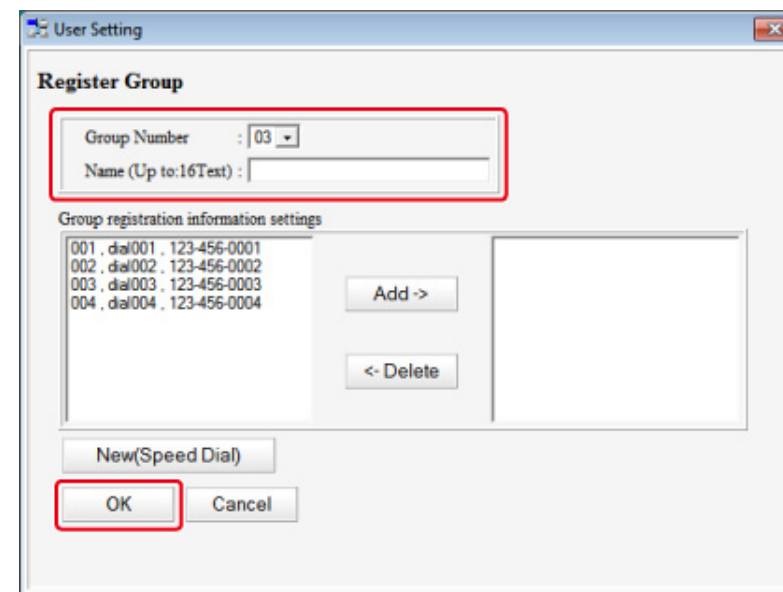 User Setting
Register Group
Group Number : 03
Name (Up to:16Text) :
Group registration information settings
001 , dial001 , 123-456-0001
002 , dial002 , 123-456-0002
003 , dial003 , 123-456-0003
004 , dial004 , 123-456-0004
Add ->
<- Delete
New(Speed Dial)
OK Cancel